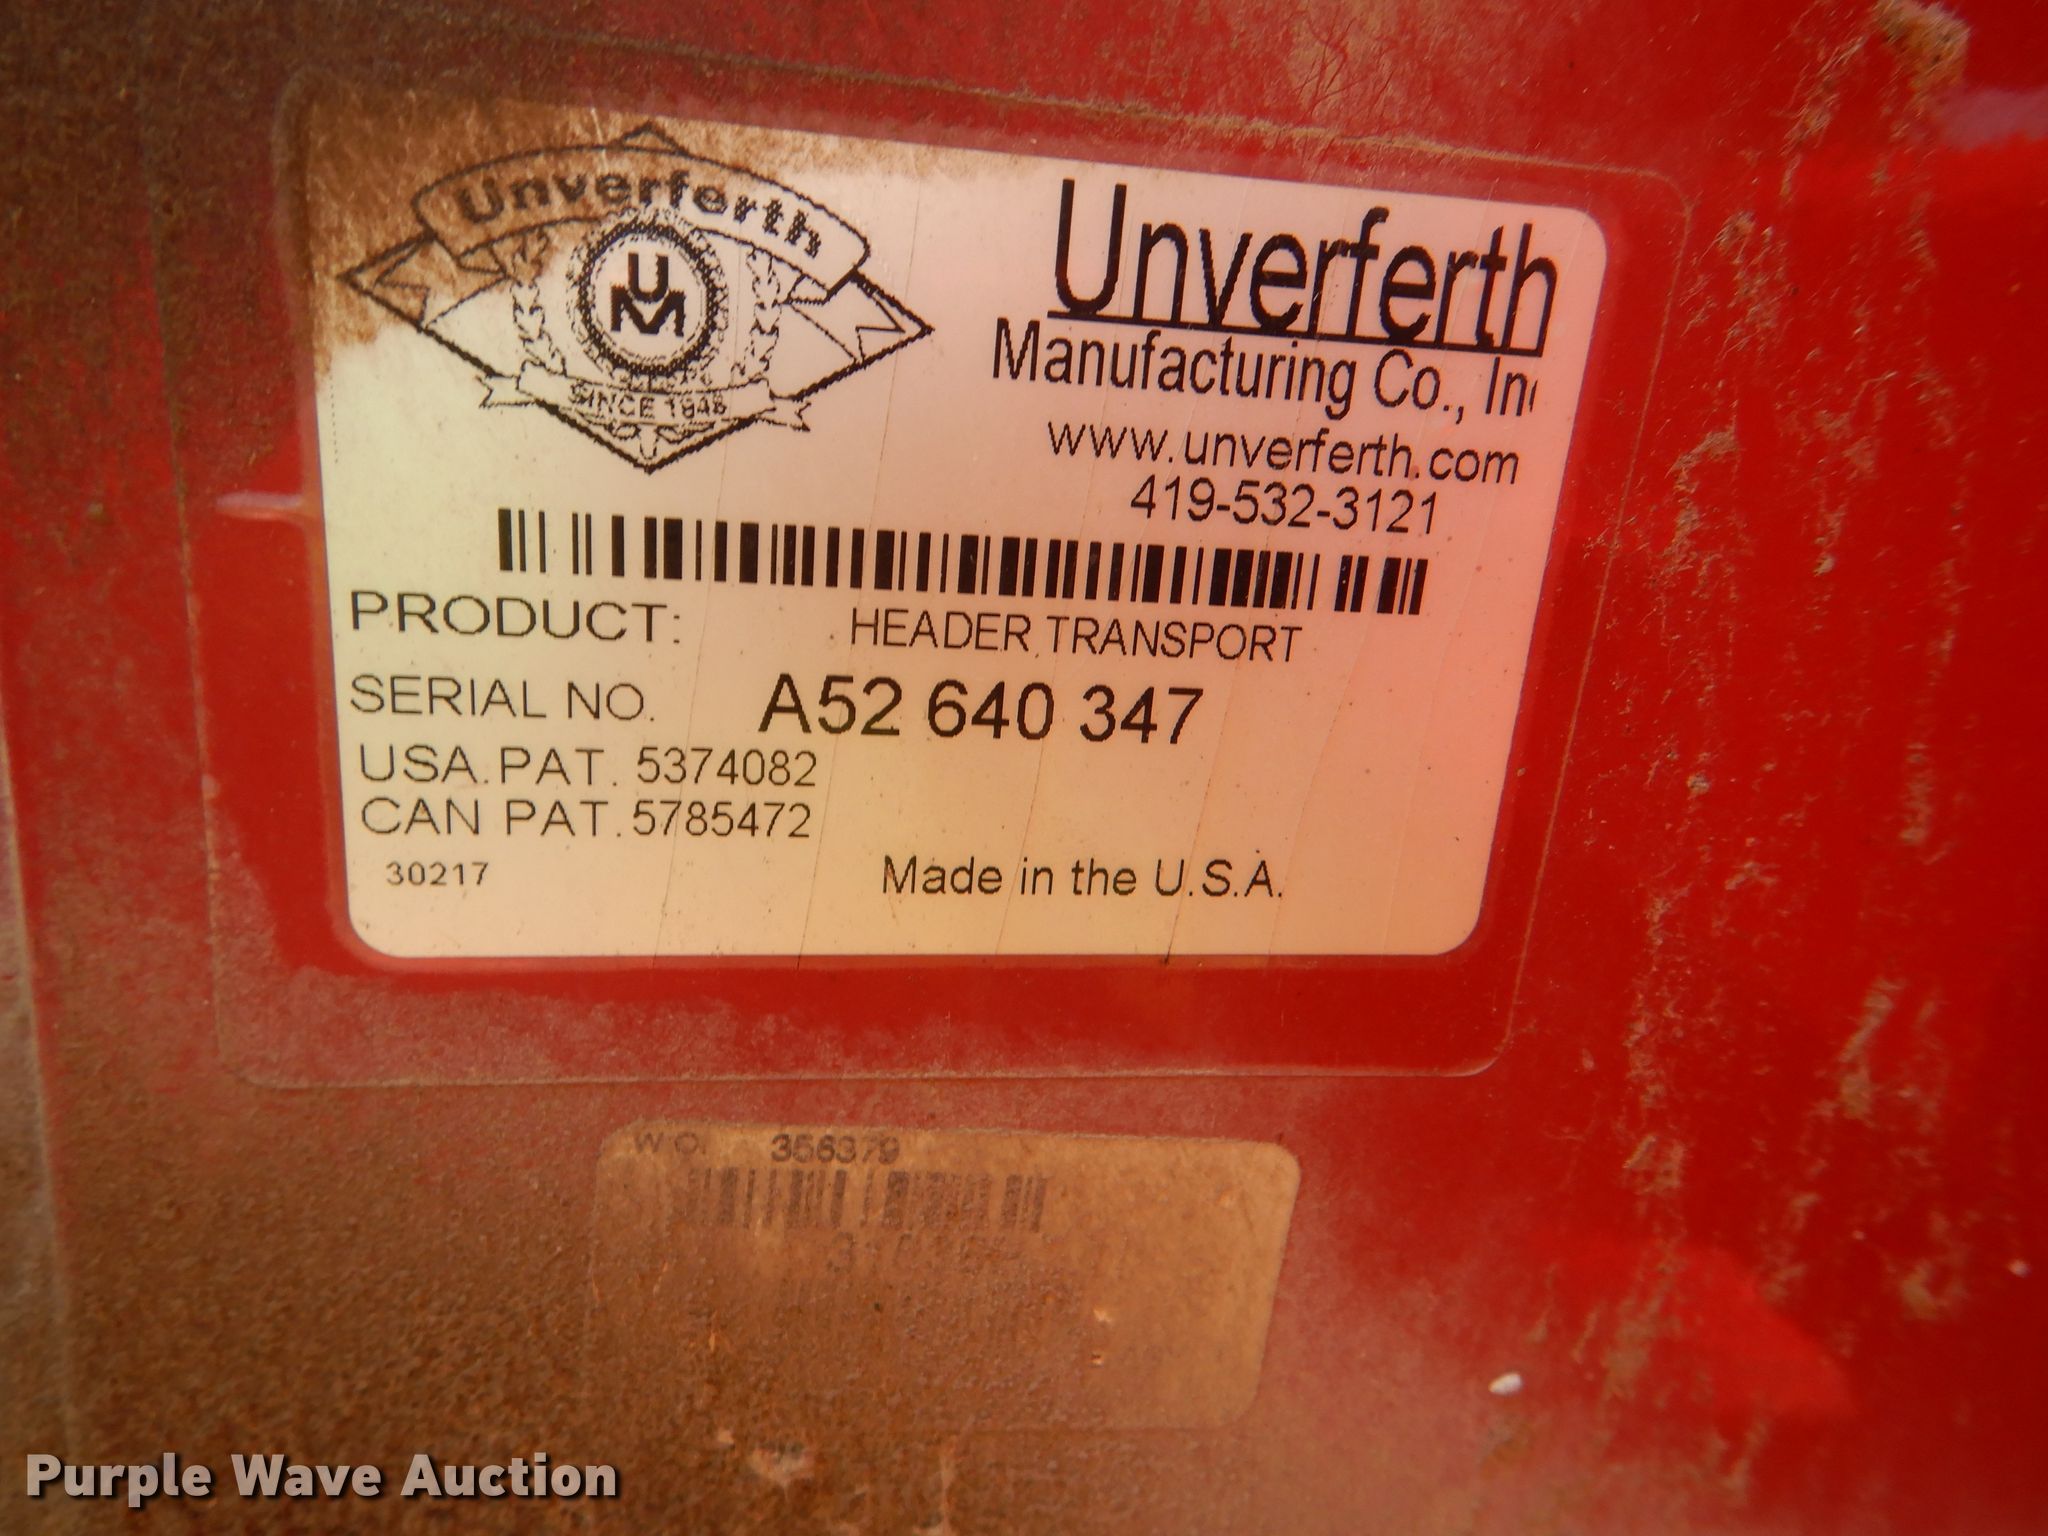 Unverferth
UM
SINCE 1948
Unverferth
Manufacturing Co., Inc
www.unverferth.com
419-532-3121
PRODUCT: HEADER TRANSPORT
SERIAL NO. A52 640 347
USA.PAT. 5374082
CAN PAT. 5785472
30217 Made in the U.S.A.
W.O. 356379
Purple Wave Auction